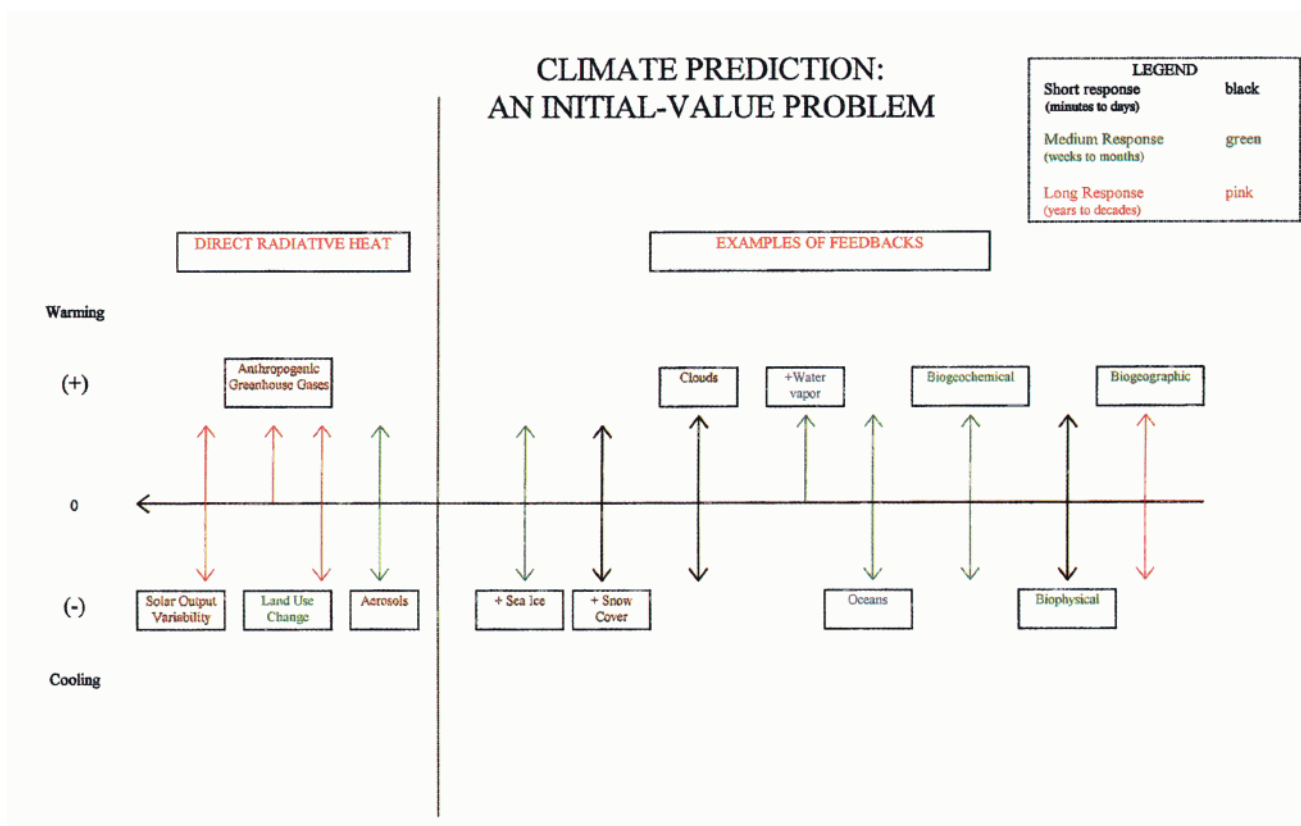 CLIMATE PREDICTION:
AN INITIAL-VALUE PROBLEM
LEGEND
Short response black
(minutes to days)
Medium Response green
(weeks to months)
Long Response pink
(years to decades)
DIRECT RADIATIVE HEAT
EXAMPLES OF FEEDBACKS
Warming
(+)
Anthropogenic
Greenhouse Gases
Clouds
+Water
vapor
Biogeochemical
Biogeographic
0
(-)
Solar Output
Variability
Land Use
Change
Aerosols
+ Sea Ice
+ Snow
Cover
Oceans
Biophysical
Cooling